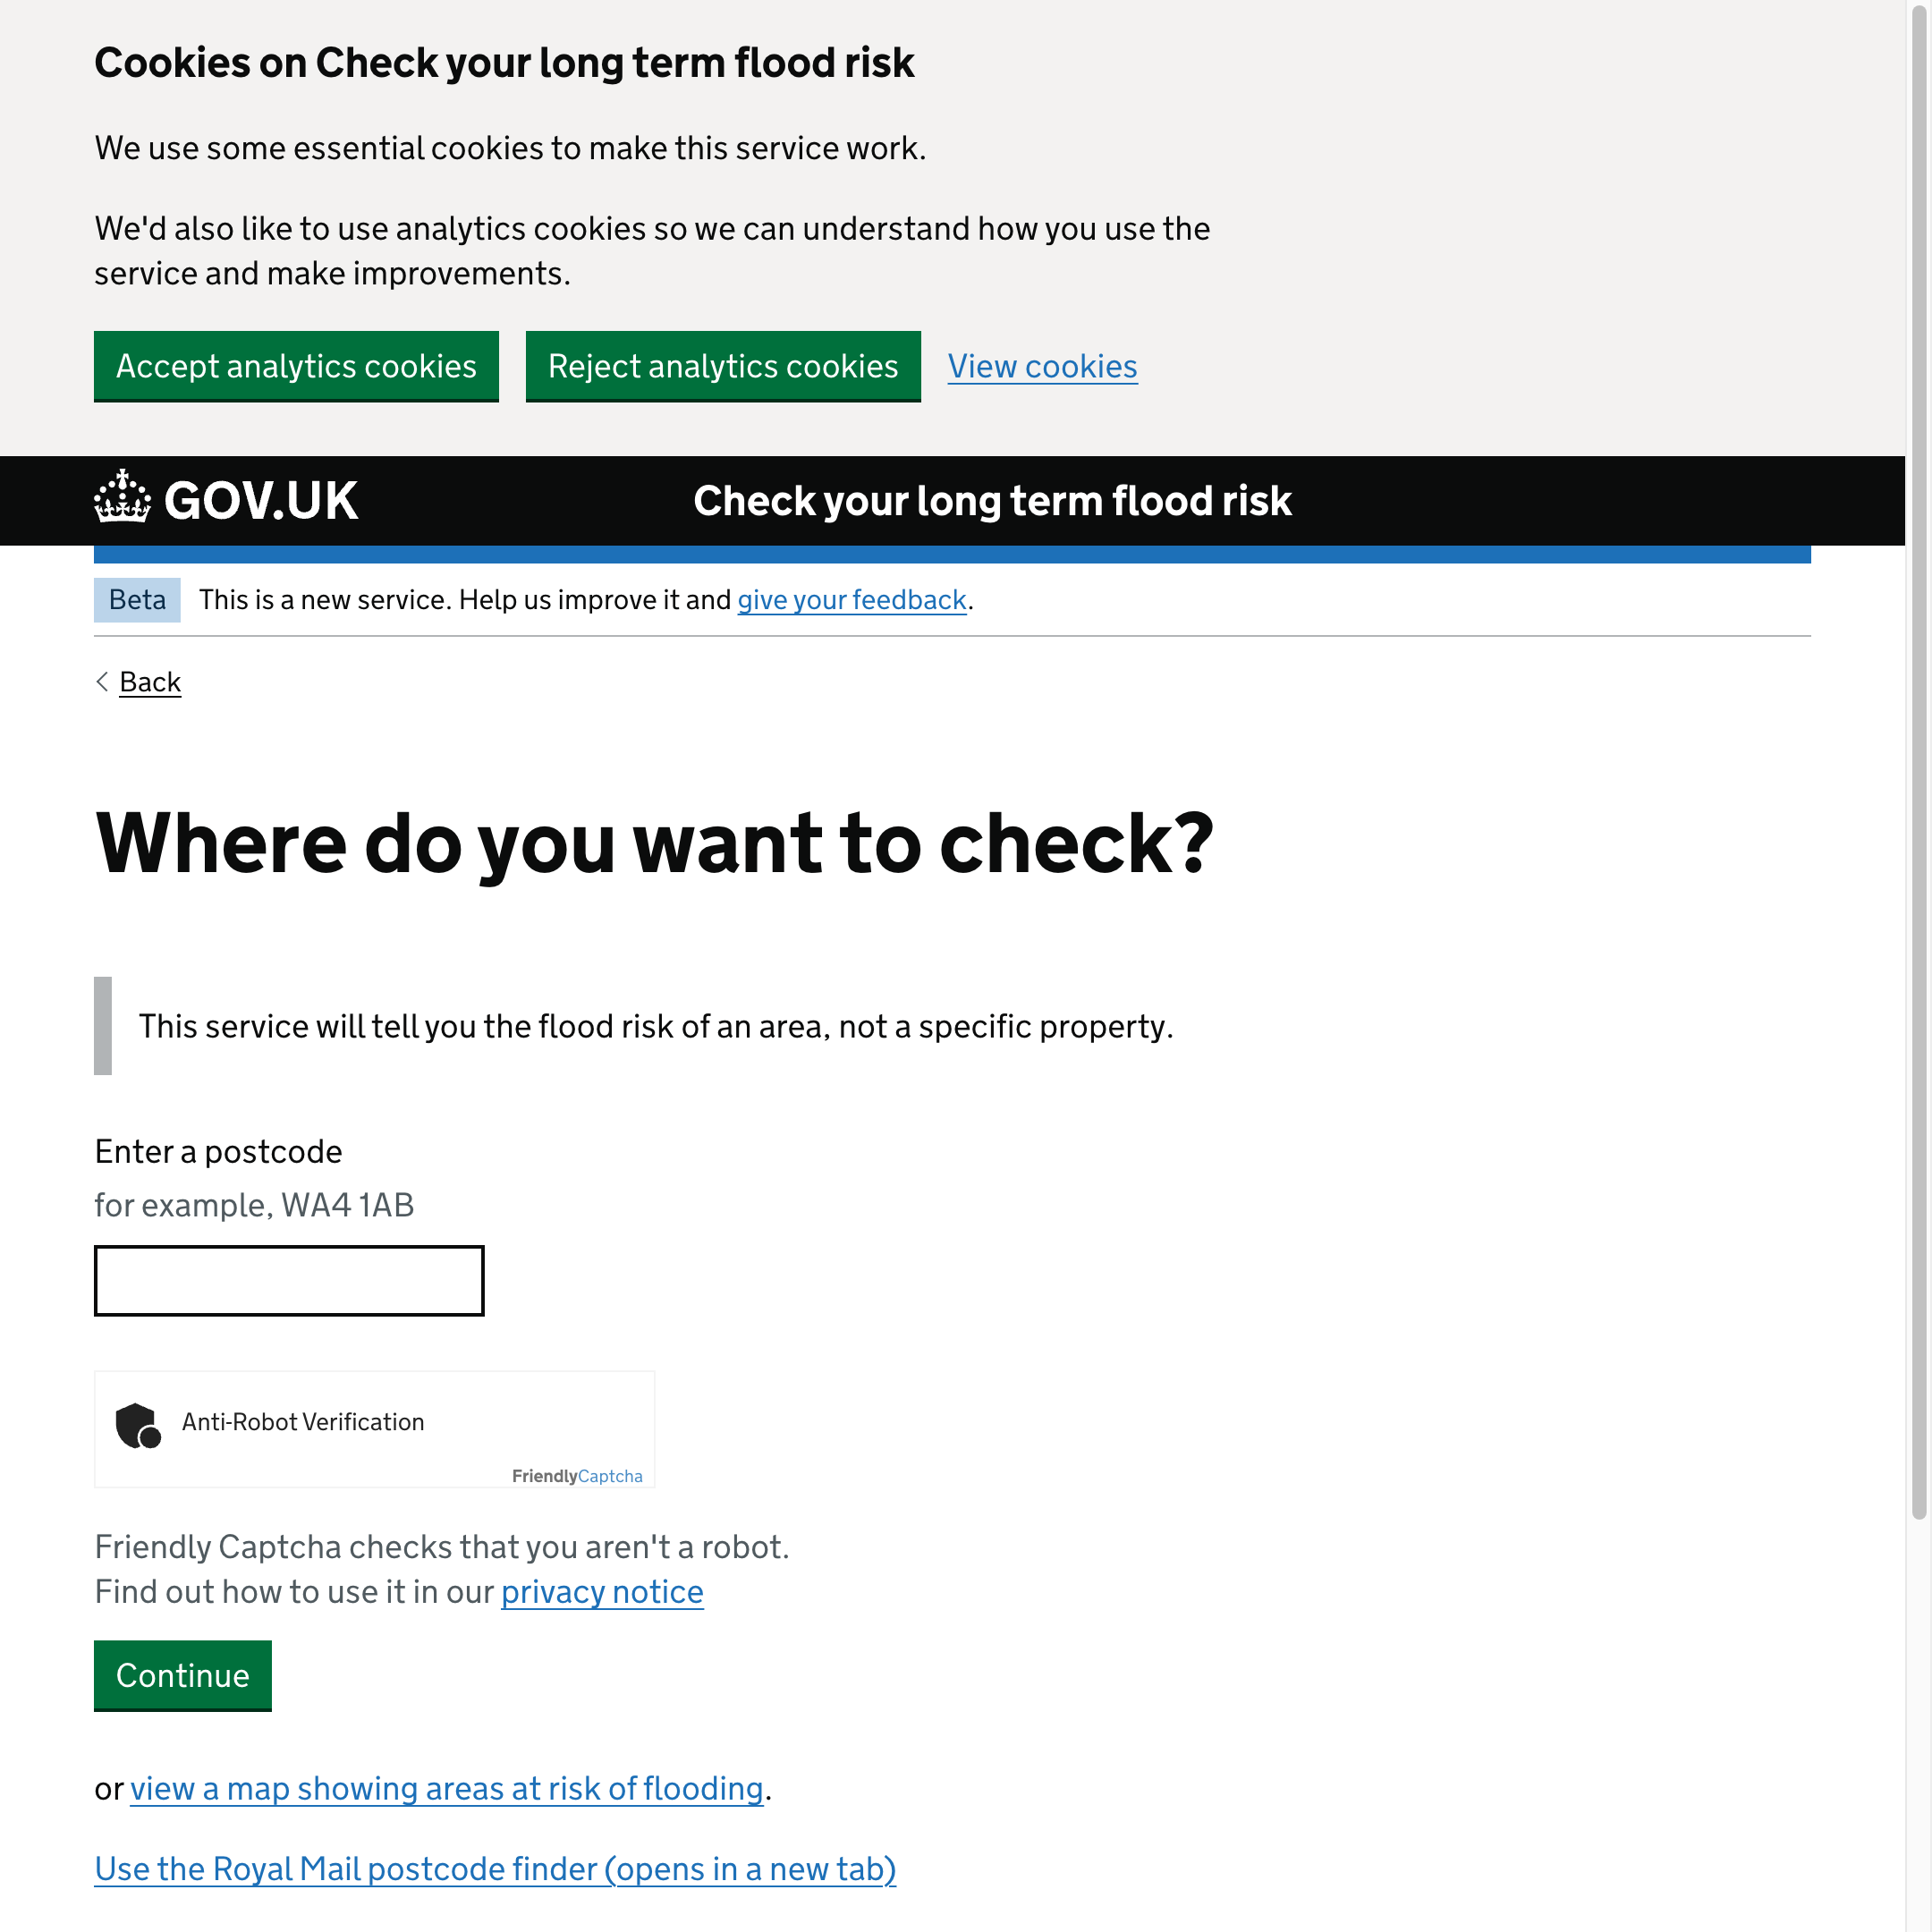 Cookies on Check your long term flood risk
We use some essential cookies to make this service work.
We'd also like to use analytics cookies so we can understand how you use the
service and make improvements.
Accept analytics cookies
Reject analytics cookies
View cookies
GOV.UK
Check your long term flood risk
Beta
This is a new service. Help us improve it and give your feedback.
Back
Where do you want to check?
This service will tell you the flood risk of an area, not a specific property.
Enter a postcode
for example, WA4 1AB
Anti-Robot Verification
FriendlyCaptcha
Friendly Captcha checks that you aren't a robot.
Find out how to use it in our privacy notice
Continue
or view a map showing areas at risk of flooding.
Use the Royal Mail postcode finder (opens in a new tab)